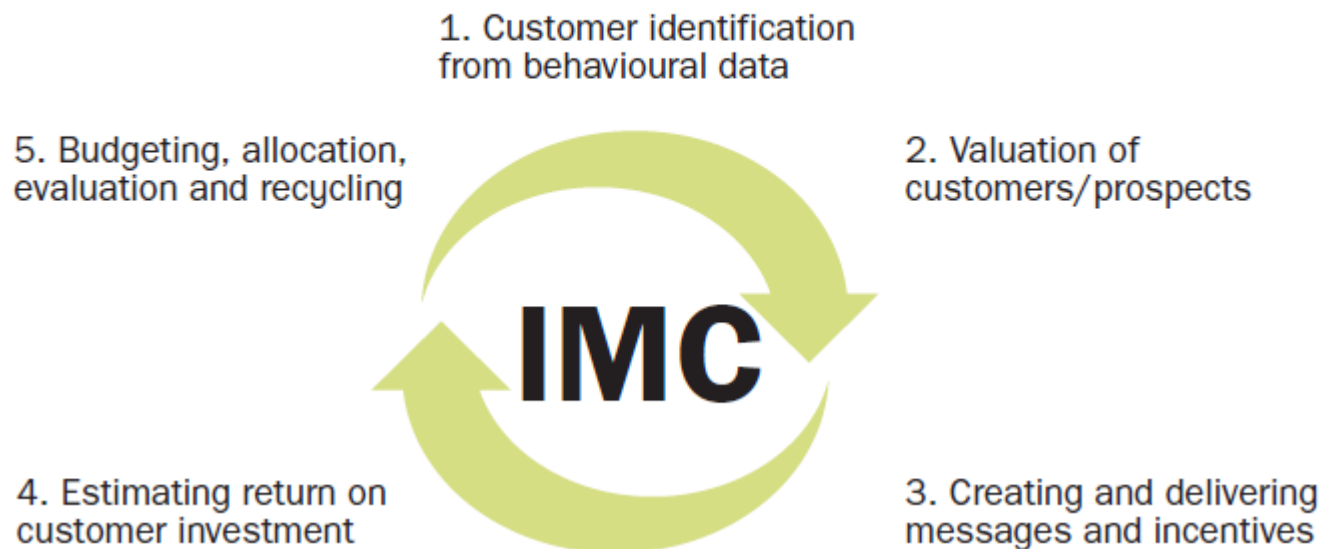 1. Customer identification
from behavioural data
2. Valuation of
customers/prospects
3. Creating and delivering
messages and incentives
4. Estimating return on
customer investment
5. Budgeting, allocation,
evaluation and recycling
IMC